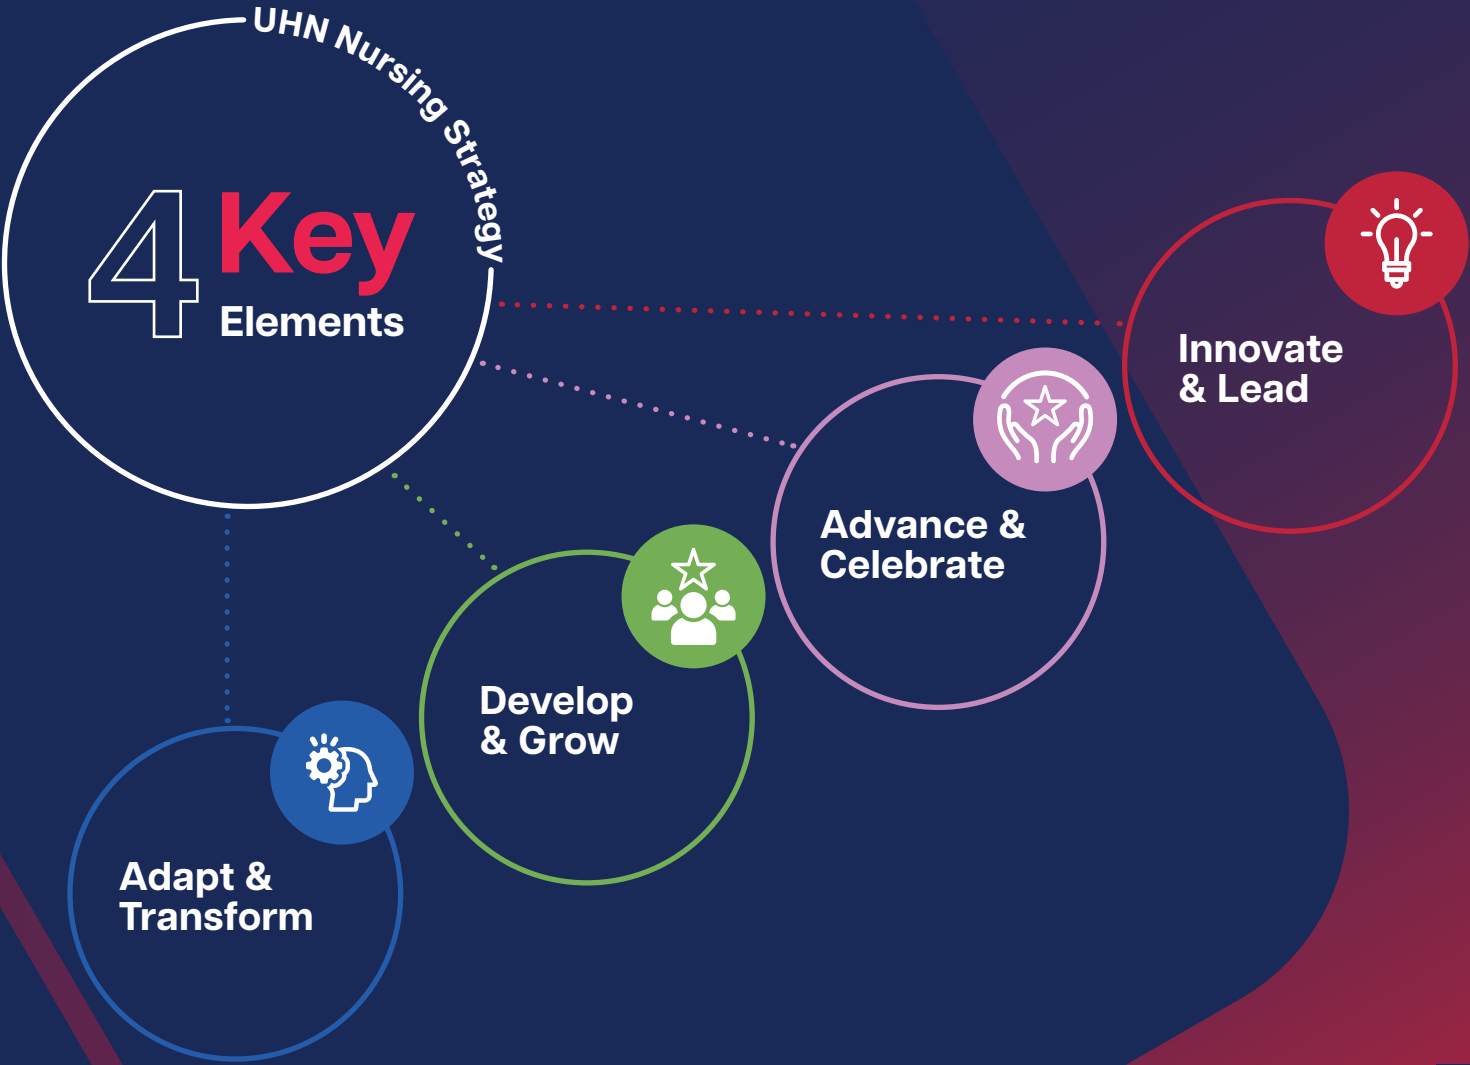 UHN Nursing Strategy
4 Key
Elements
Innovate
& Lead
Advance &
Celebrate
Develop
& Grow
Adapt &
Transform